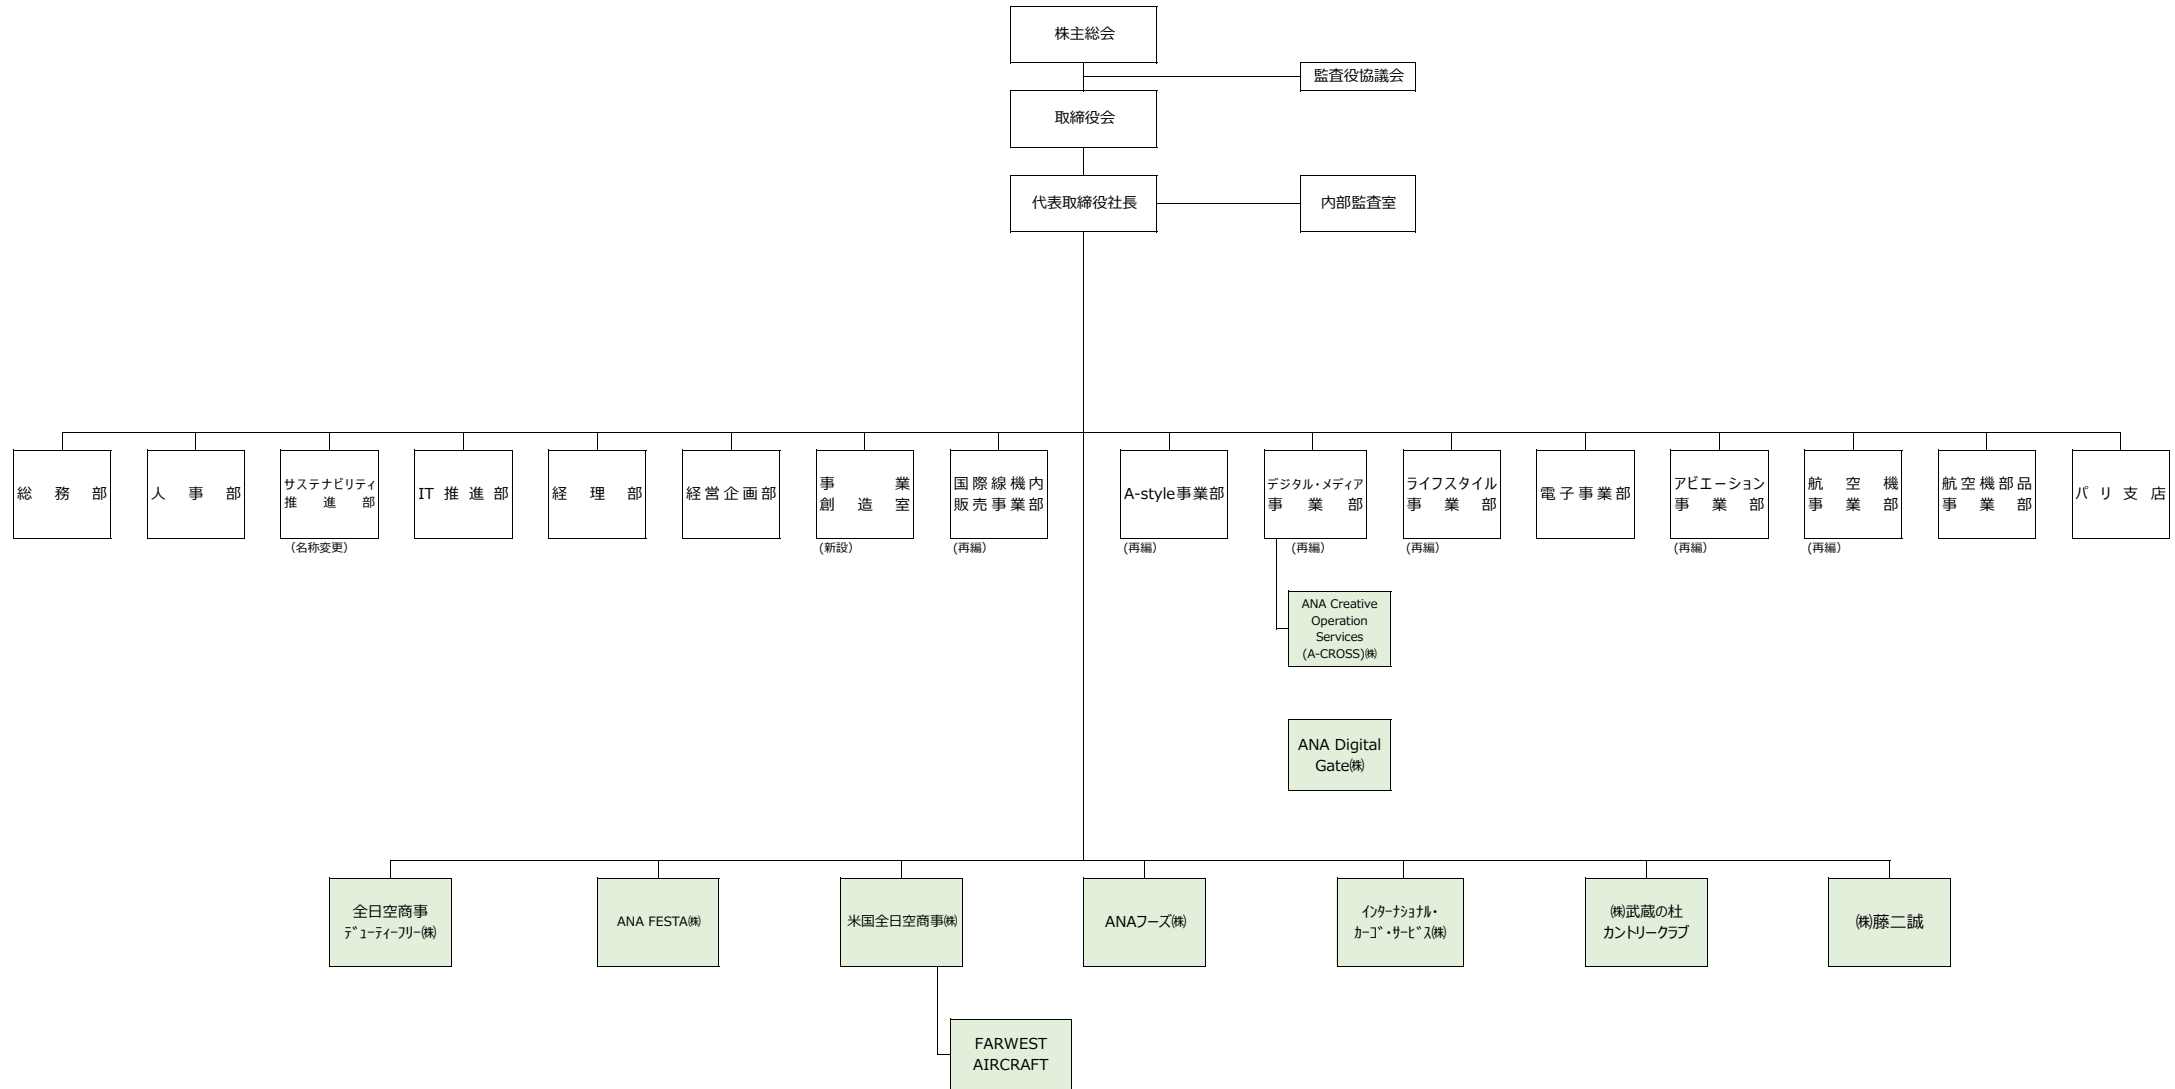 株主総会
監査役協議会
取締役会
代表取締役社長
内部監査室
総務部
人事部
サステナビリティ
推進部
(名称変更)
IT推進部
経理部
経営企画部
事業
創造室
(新設)
国際線機内
販売事業部
(再編)
A-style事業部
(再編)
デジタル・メディア
事業部
(再編)
ライフスタイル
事業部
(再編)
電子事業部
アビエーション
事業部
(再編)
航空機
事業部
(再編)
航空機部品
事業部
パリ支店
ANA Creative
Operation
Services
(A-CROSS)㈱
ANA Digital
Gate㈱
全日空商事
ﾃﾞｭｰﾃｨｰﾌﾘｰ㈱
ANA FESTA㈱
米国全日空商事㈱
ANAフーズ㈱
ｲﾝﾀｰﾅｼｮﾅﾙ・
ｶｰｺﾞ・ｻｰﾋﾞｽ㈱
㈱武蔵の杜
カントリークラブ
㈱藤二誠
FARWEST
AIRCRAFT